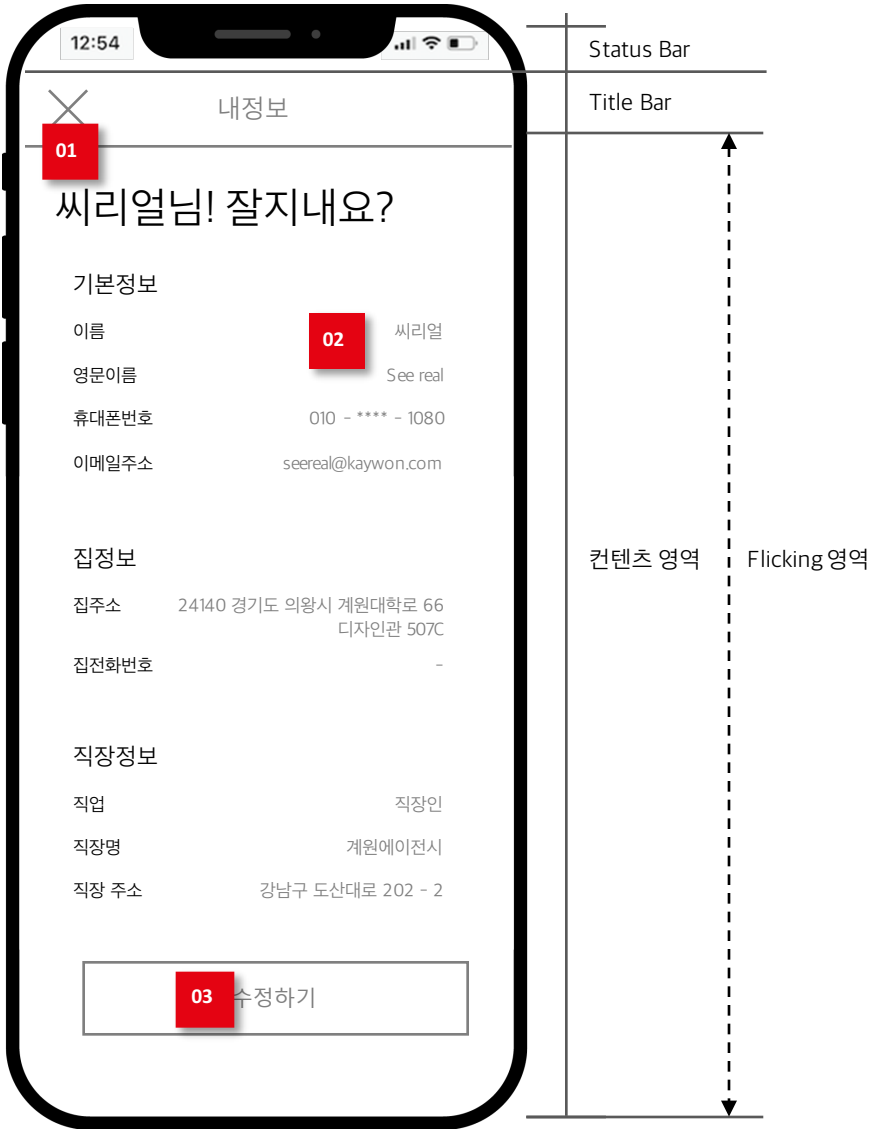 12:54
Status Bar
내정보
Title Bar
01
씨리얼님! 잘지내요?
기본정보
이름 02 씨리얼
영문이름 See real
휴대폰번호 010 - **** - 1080
이메일주소 seereal@kaywon.com
집정보
컨텐츠 영역 Flicking 영역
집주소 24140 경기도 의왕시 계원대학로 66
디자인관 507C
집전화번호 -
직장정보
직업 직장인
직장명 계원에이전시
직장 주소 강남구 도산대로 202 - 2
03 수정하기